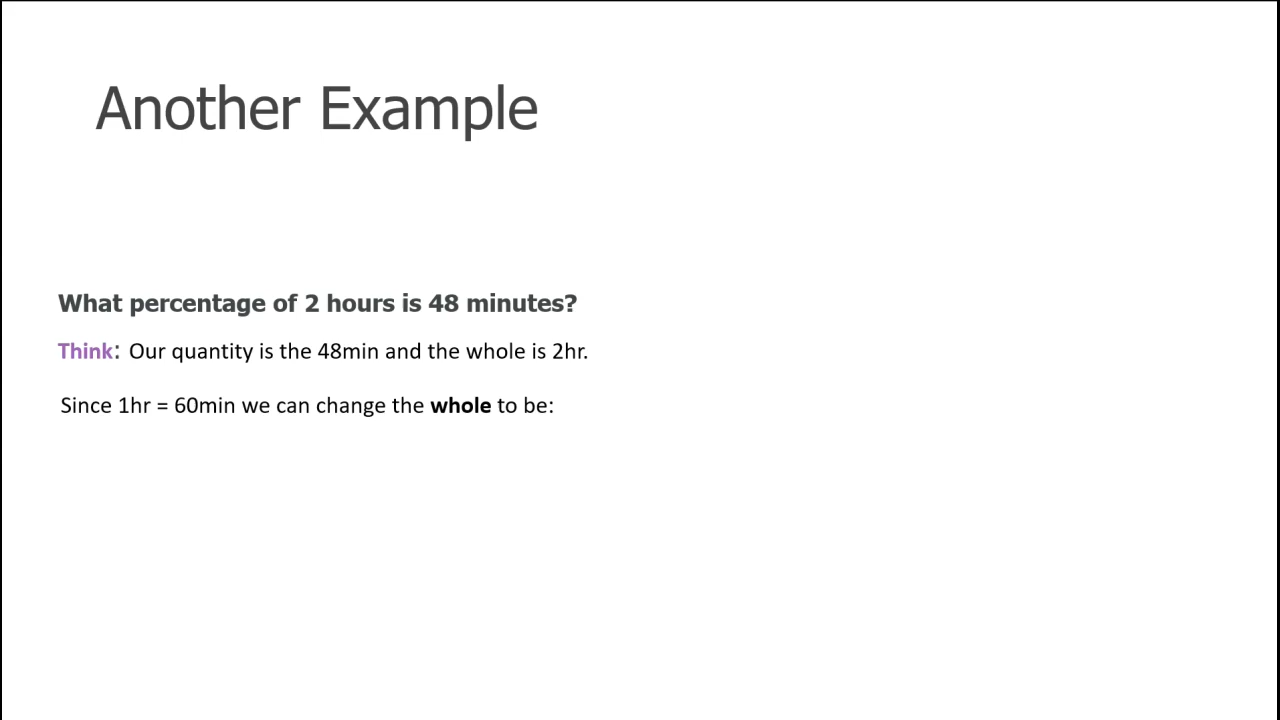 Another Example
What percentage of 2 hours is 48 minutes?
Think: Our quantity is the 48min and the whole is 2hr.
Since 1hr = 60min we can change the whole to be: